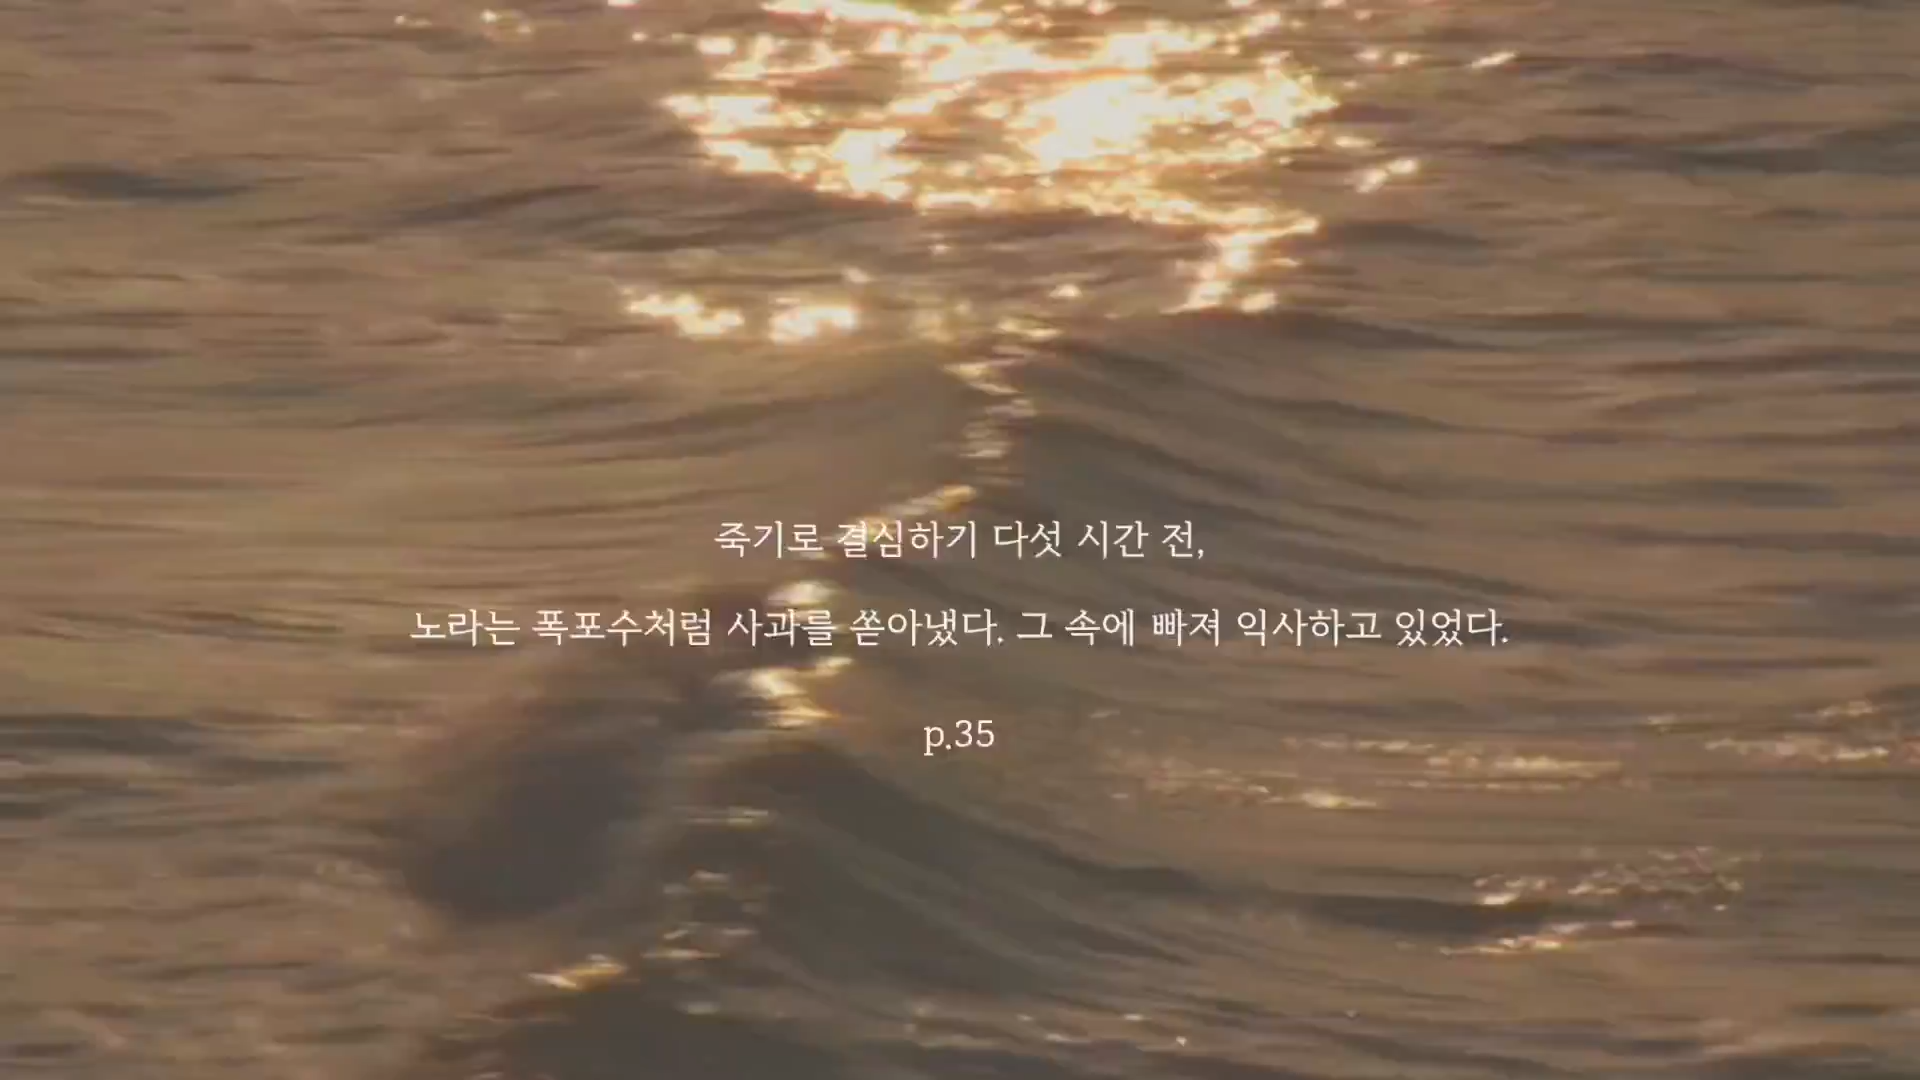 죽기로 결심하기 다섯 시간 전,
노라는 폭포수처럼 사과를 쏟아냈다. 그 속에 빠져 익사하고 있었다.
p.35